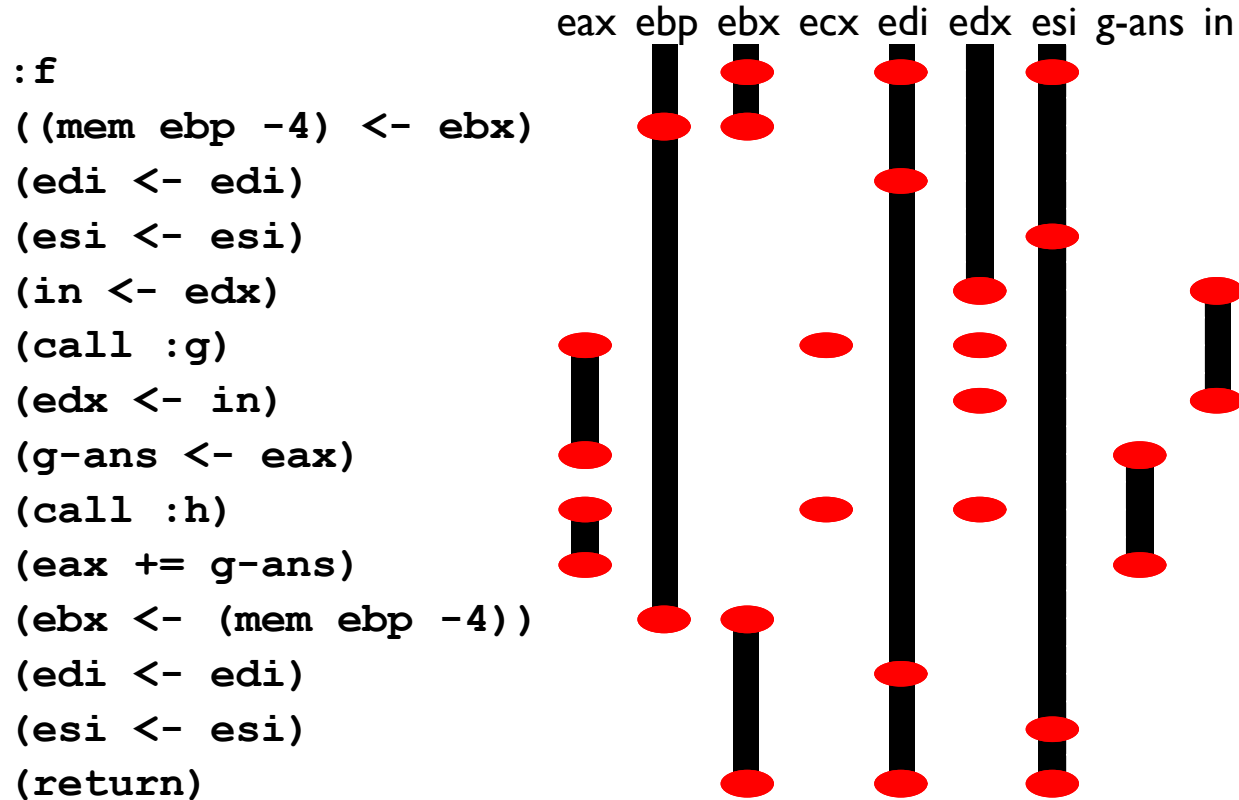 eax ebp ebx ecx edi edx esi g-ans in
:f
((mem ebp -4) <- ebx)
(edi <- edi)
(esi <- esi)
(in <- edx)
(call :g)
(edx <- in)
(g-ans <- eax)
(call :h)
(eax += g-ans)
(ebx <- (mem ebp -4))
(edi <- edi)
(esi <- esi)
(return)